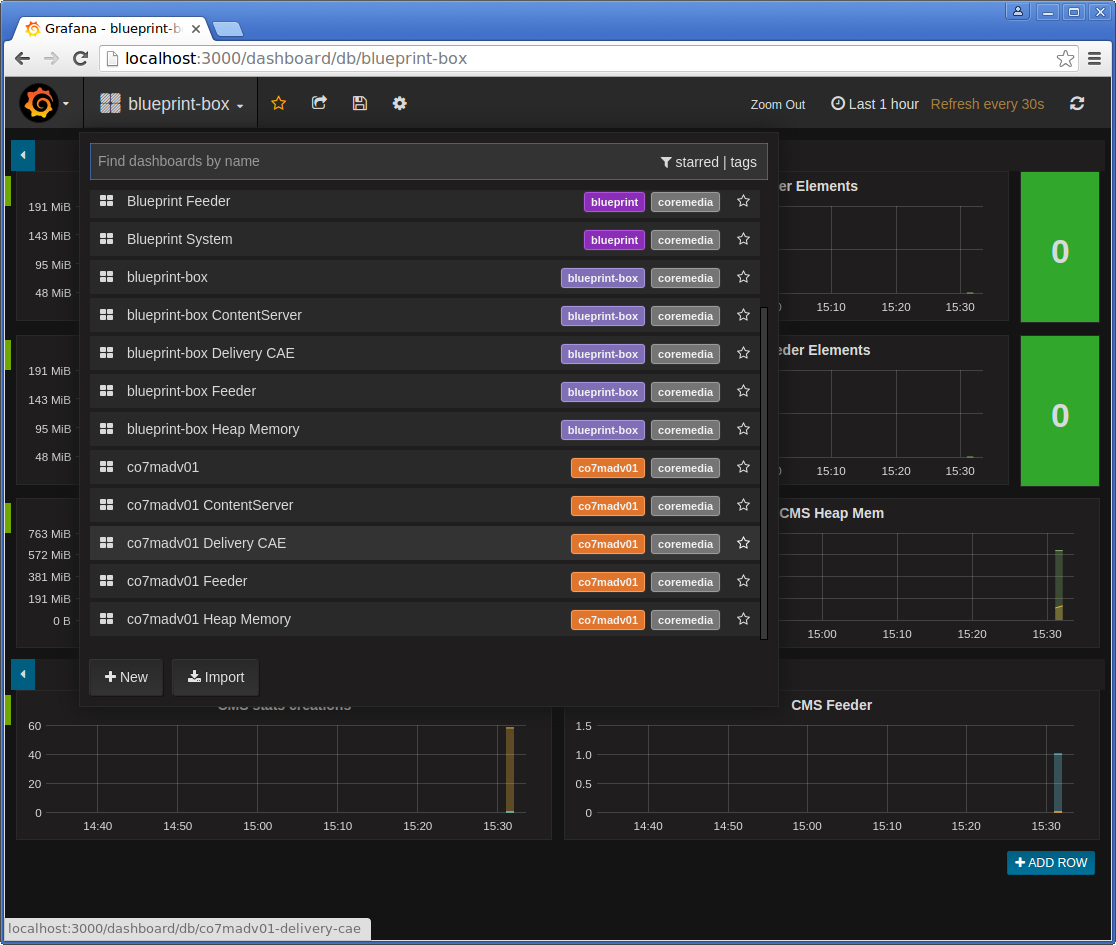 Grafana - blueprint-b
localhost:3000/dashboard/db/blueprint-box
blueprint-box
Zoom Out
Last 1 hour
Refresh every 30s
Find dashboards by name
starred | tags
Blueprint Feeder blueprint coremedia
Blueprint System blueprint coremedia
blueprint-box blueprint-box coremedia
blueprint-box ContentServer blueprint-box coremedia
blueprint-box Delivery CAE blueprint-box coremedia
blueprint-box Feeder blueprint-box coremedia
blueprint-box Heap Memory blueprint-box coremedia
co7madv01 co7madv01 coremedia
co7madv01 ContentServer co7madv01 coremedia
co7madv01 Delivery CAE co7madv01 coremedia
co7madv01 Feeder co7madv01 coremedia
co7madv01 Heap Memory co7madv01 coremedia
New
Import
191 MiB
143 MiB
95 MiB
48 MiB
er Elements
15:10 15:20 15:30
0
191 MiB
143 MiB
95 MiB
48 MiB
eder Elements
15:10 15:20 15:30
0
763 MiB
572 MiB
381 MiB
191 MiB
0 B
CMS Heap Mem
15:00 15:10 15:20 15:30
CMS stats creations
60
40
20
0
14:40 14:50 15:00 15:10 15:20 15:30
CMS Feeder
1.5
1.0
0.5
0
14:40 14:50 15:00 15:10 15:20 15:30
ADD ROW
localhost:3000/dashboard/db/co7madv01-delivery-cae